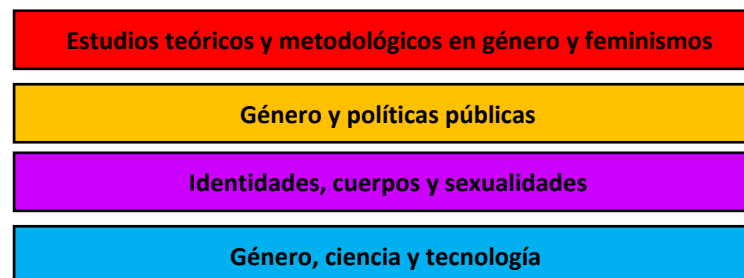 Estudios teóricos y metodológicos en género y feminismos
Género y políticas públicas
Identidades, cuerpos y sexualidades
Género, ciencia y tecnología